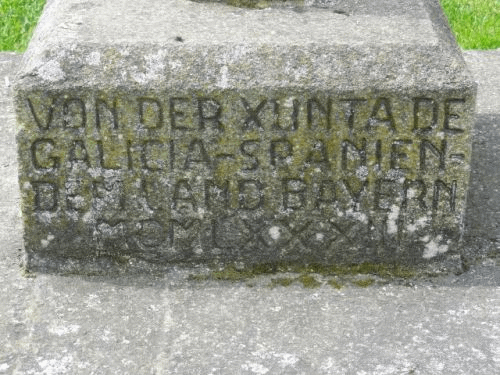 VON DER XUNTA DE
GALICIA-SPANIEN-
DEM LAND BAYERN